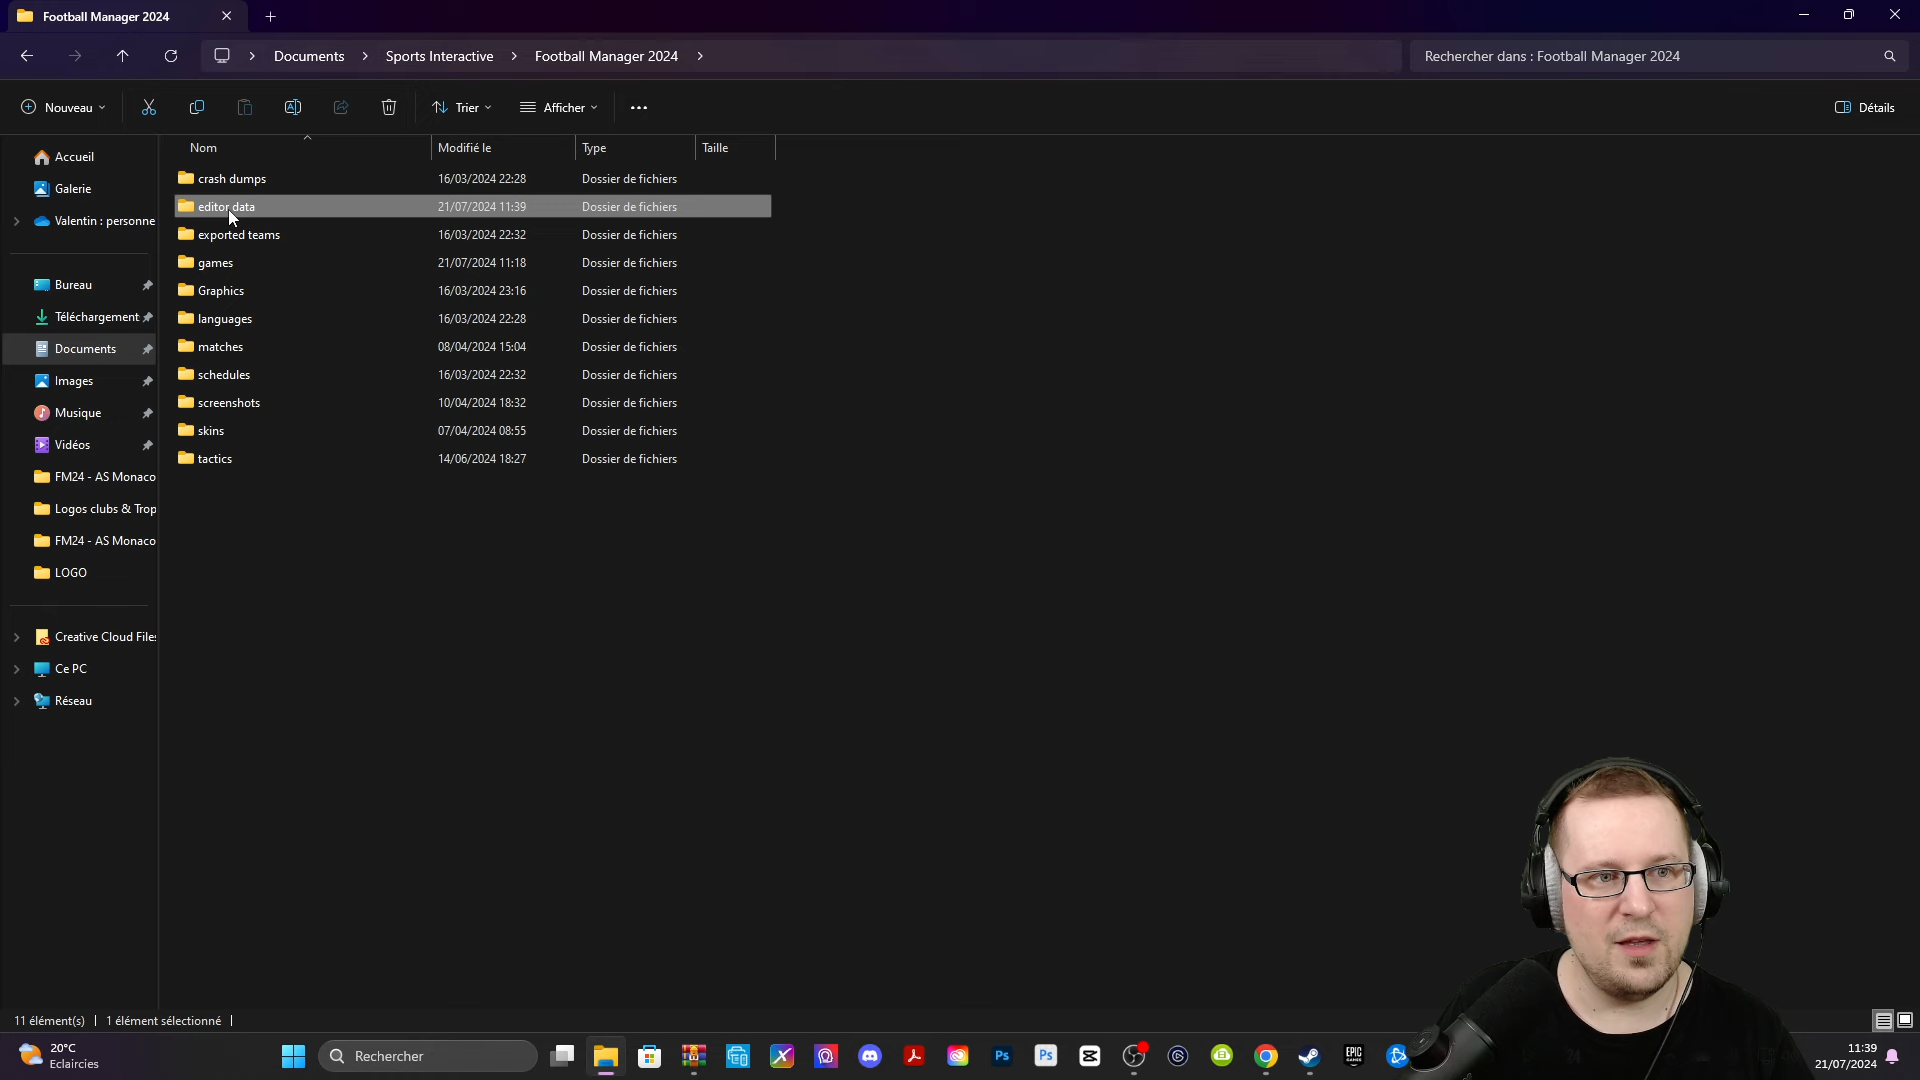 Football Manager 2024
Documents
Sports Interactive
Football Manager 2024
Rechercher dans : Football Manager 2024
Nouveau
Trier
Afficher
Détails
Nom
Modifié le
Type
Taille
Accueil
Galerie
Valentin : personne
Bureau
Téléchargement
Documents
Images
Musique
Vidéos
FM24 - AS Monaco
Logos clubs & Trop
FM24 - AS Monaco
LOGO
Creative Cloud Files
Ce PC
Réseau
crash dumps 16/03/2024 22:28 Dossier de fichiers
editor data 21/07/2024 11:39 Dossier de fichiers
exported teams 16/03/2024 22:32 Dossier de fichiers
games 21/07/2024 11:18 Dossier de fichiers
Graphics 16/03/2024 23:16 Dossier de fichiers
languages 16/03/2024 22:28 Dossier de fichiers
matches 08/04/2024 15:04 Dossier de fichiers
schedules 16/03/2024 22:32 Dossier de fichiers
screenshots 10/04/2024 18:32 Dossier de fichiers
skins 07/04/2024 08:55 Dossier de fichiers
tactics 14/06/2024 18:27 Dossier de fichiers
11 élément(s)
1 élément sélectionné
20°C
Eclaircies
Rechercher
Ps
Ps
EPIC
GAMES
11:39
21/07/2024